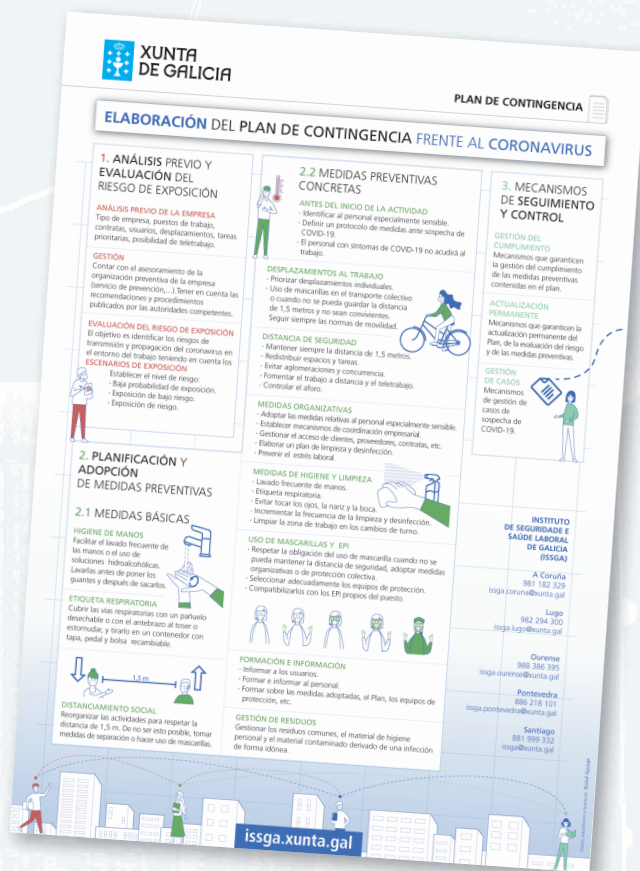 XUNTA
DE GALICIA
PLAN DE CONTINGENCIA
ELABORACIÓN DEL PLAN DE CONTINGENCIA FRENTE AL CORONAVIRUS
1. ANÁLISIS PREVIO Y
EVALUACIÓN DEL
RIESGO DE EXPOSICIÓN
ANÁLISIS PREVIO DE LA EMPRESA
Tipo de empresa, puestos de trabajo,
contratas, usuarios, desplazamientos, tareas
prioritarias, posibilidad de teletrabajo.
GESTIÓN
Contar con el asesoramiento de la
organización preventiva de la empresa
(servicio de prevención,...).Tener en cuenta las
recomendaciones y procedimientos
publicados por las autoridades competentes.
EVALUACIÓN DEL RIESGO DE EXPOSICIÓN
El objetivo es identificar los riesgos de
transmisión y propagación del coronavirus en
el entorno del trabajo teniendo en cuenta los
ESCENARIOS DE EXPOSICIÓN
Establecer el nivel de riesgo:
· Baja probabilidad de exposición.
· Exposición de bajo riesgo.
· Exposición de riesgo.
2. PLANIFICACIÓN Y
ADOPCIÓN
DE MEDIDAS PREVENTIVAS
2.1 MEDIDAS BÁSICAS
HIGIENE DE MANOS
Facilitar el lavado frecuente de
las manos o el uso de
soluciones hidroalcohólicas.
Lavarlas antes de poner los
guantes y después de sacarlos.
ETIQUETA RESPIRATORIA
Cubrir las vías respiratorias con un pañuelo
desechable o con el antebrazo al toser o
estornudar, y tirarlo en un contenedor con
tapa, pedal y bolsa recambiable.
1,5 m
DISTANCIAMIENTO SOCIAL
Reorganizar las actividades para respetar la
distancia de 1,5 m. De no ser esto posible, tomar
medidas de separación o hacer uso de mascarillas.
2.2 MEDIDAS PREVENTIVAS
CONCRETAS
ANTES DEL INICIO DE LA ACTIVIDAD
· Identificar al personal especialmente sensible.
· Definir un protocolo de medidas ante sospecha de
COVID-19.
· El personal con síntomas de COVID-19 no acudirá al
trabajo.
DESPLAZAMIENTOS AL TRABAJO
· Priorizar desplazamientos individuales.
· Uso de mascarillas en el transporte colectivo
o cuando no se pueda guardar la distancia
de 1,5 metros y no sean convivientes.
Seguir siempre las normas de movilidad.
DISTANCIA DE SEGURIDAD
· Mantener siempre la distancia de 1,5 metros.
· Redistribuir espacios y tareas.
· Evitar aglomeraciones y concurrencia.
· Fomentar el trabajo a distancia y el teletrabajo.
· Controlar el aforo.
MEDIDAS ORGANIZATIVAS
· Adoptar las medidas relativas al personal especialmente sensible.
· Establecer mecanismos de coordinación empresarial.
· Gestionar el acceso de clientes, proveedores, contratas, etc.
· Elaborar un plan de limpieza y desinfección.
· Prevenir el estrés laboral.
MEDIDAS DE HIGIENE Y LIMPIEZA
· Lavado frecuente de manos.
· Etiqueta respiratoria.
· Evitar tocar los ojos, la nariz y la boca.
· Incrementar la frecuencia de la limpieza y desinfección.
· Limpiar la zona de trabajo en los cambios de turno.
USO DE MASCARILLAS Y EPI
· Respetar la obligación del uso de mascarilla cuando no se
pueda mantener la distancia de seguridad, adoptar medidas
organizativas o de protección colectiva.
· Seleccionar adecuadamente los equipos de protección.
· Compatibilizarlos con los EPI propios del puesto.
FORMACIÓN E INFORMACIÓN
· Informar a los usuarios.
· Formar e informar al personal.
· Formar sobre las medidas adoptadas, el Plan, los equipos de
protección, etc.
GESTIÓN DE RESIDUOS
Gestionar los residuos comunes, el material de higiene
personal y el material contaminado derivado de una infección
de forma idónea.
3. MECANISMOS
DE SEGUIMIENTO
Y CONTROL
GESTIÓN DEL
CUMPLIMIENTO
Mecanismos que garanticen
la gestión del cumplimiento
de las medidas preventivas
contenidas en el plan.
ACTUALIZACIÓN
PERMANENTE
Mecanismos que garanticen la
actualización permanente del
Plan, de la evaluación del riesgo
y de las medidas preventivas.
GESTIÓN
DE CASOS
Mecanismos
de gestión de
casos de
sospecha de
COVID-19.
INSTITUTO
DE SEGURIDADE E
SAÚDE LABORAL
DE GALICIA
(ISSGA)
A Coruña
981 182 329
issga.coruna@xunta.gal
Lugo
982 294 300
issga.lugo@xunta.gal
Ourense
988 386 395
issga.ourense@xunta.gal
Pontevedra
886 218 101
issga.pontevedra@xunta.gal
Santiago
881 999 332
issga@xunta.gal
issga.xunta.gal